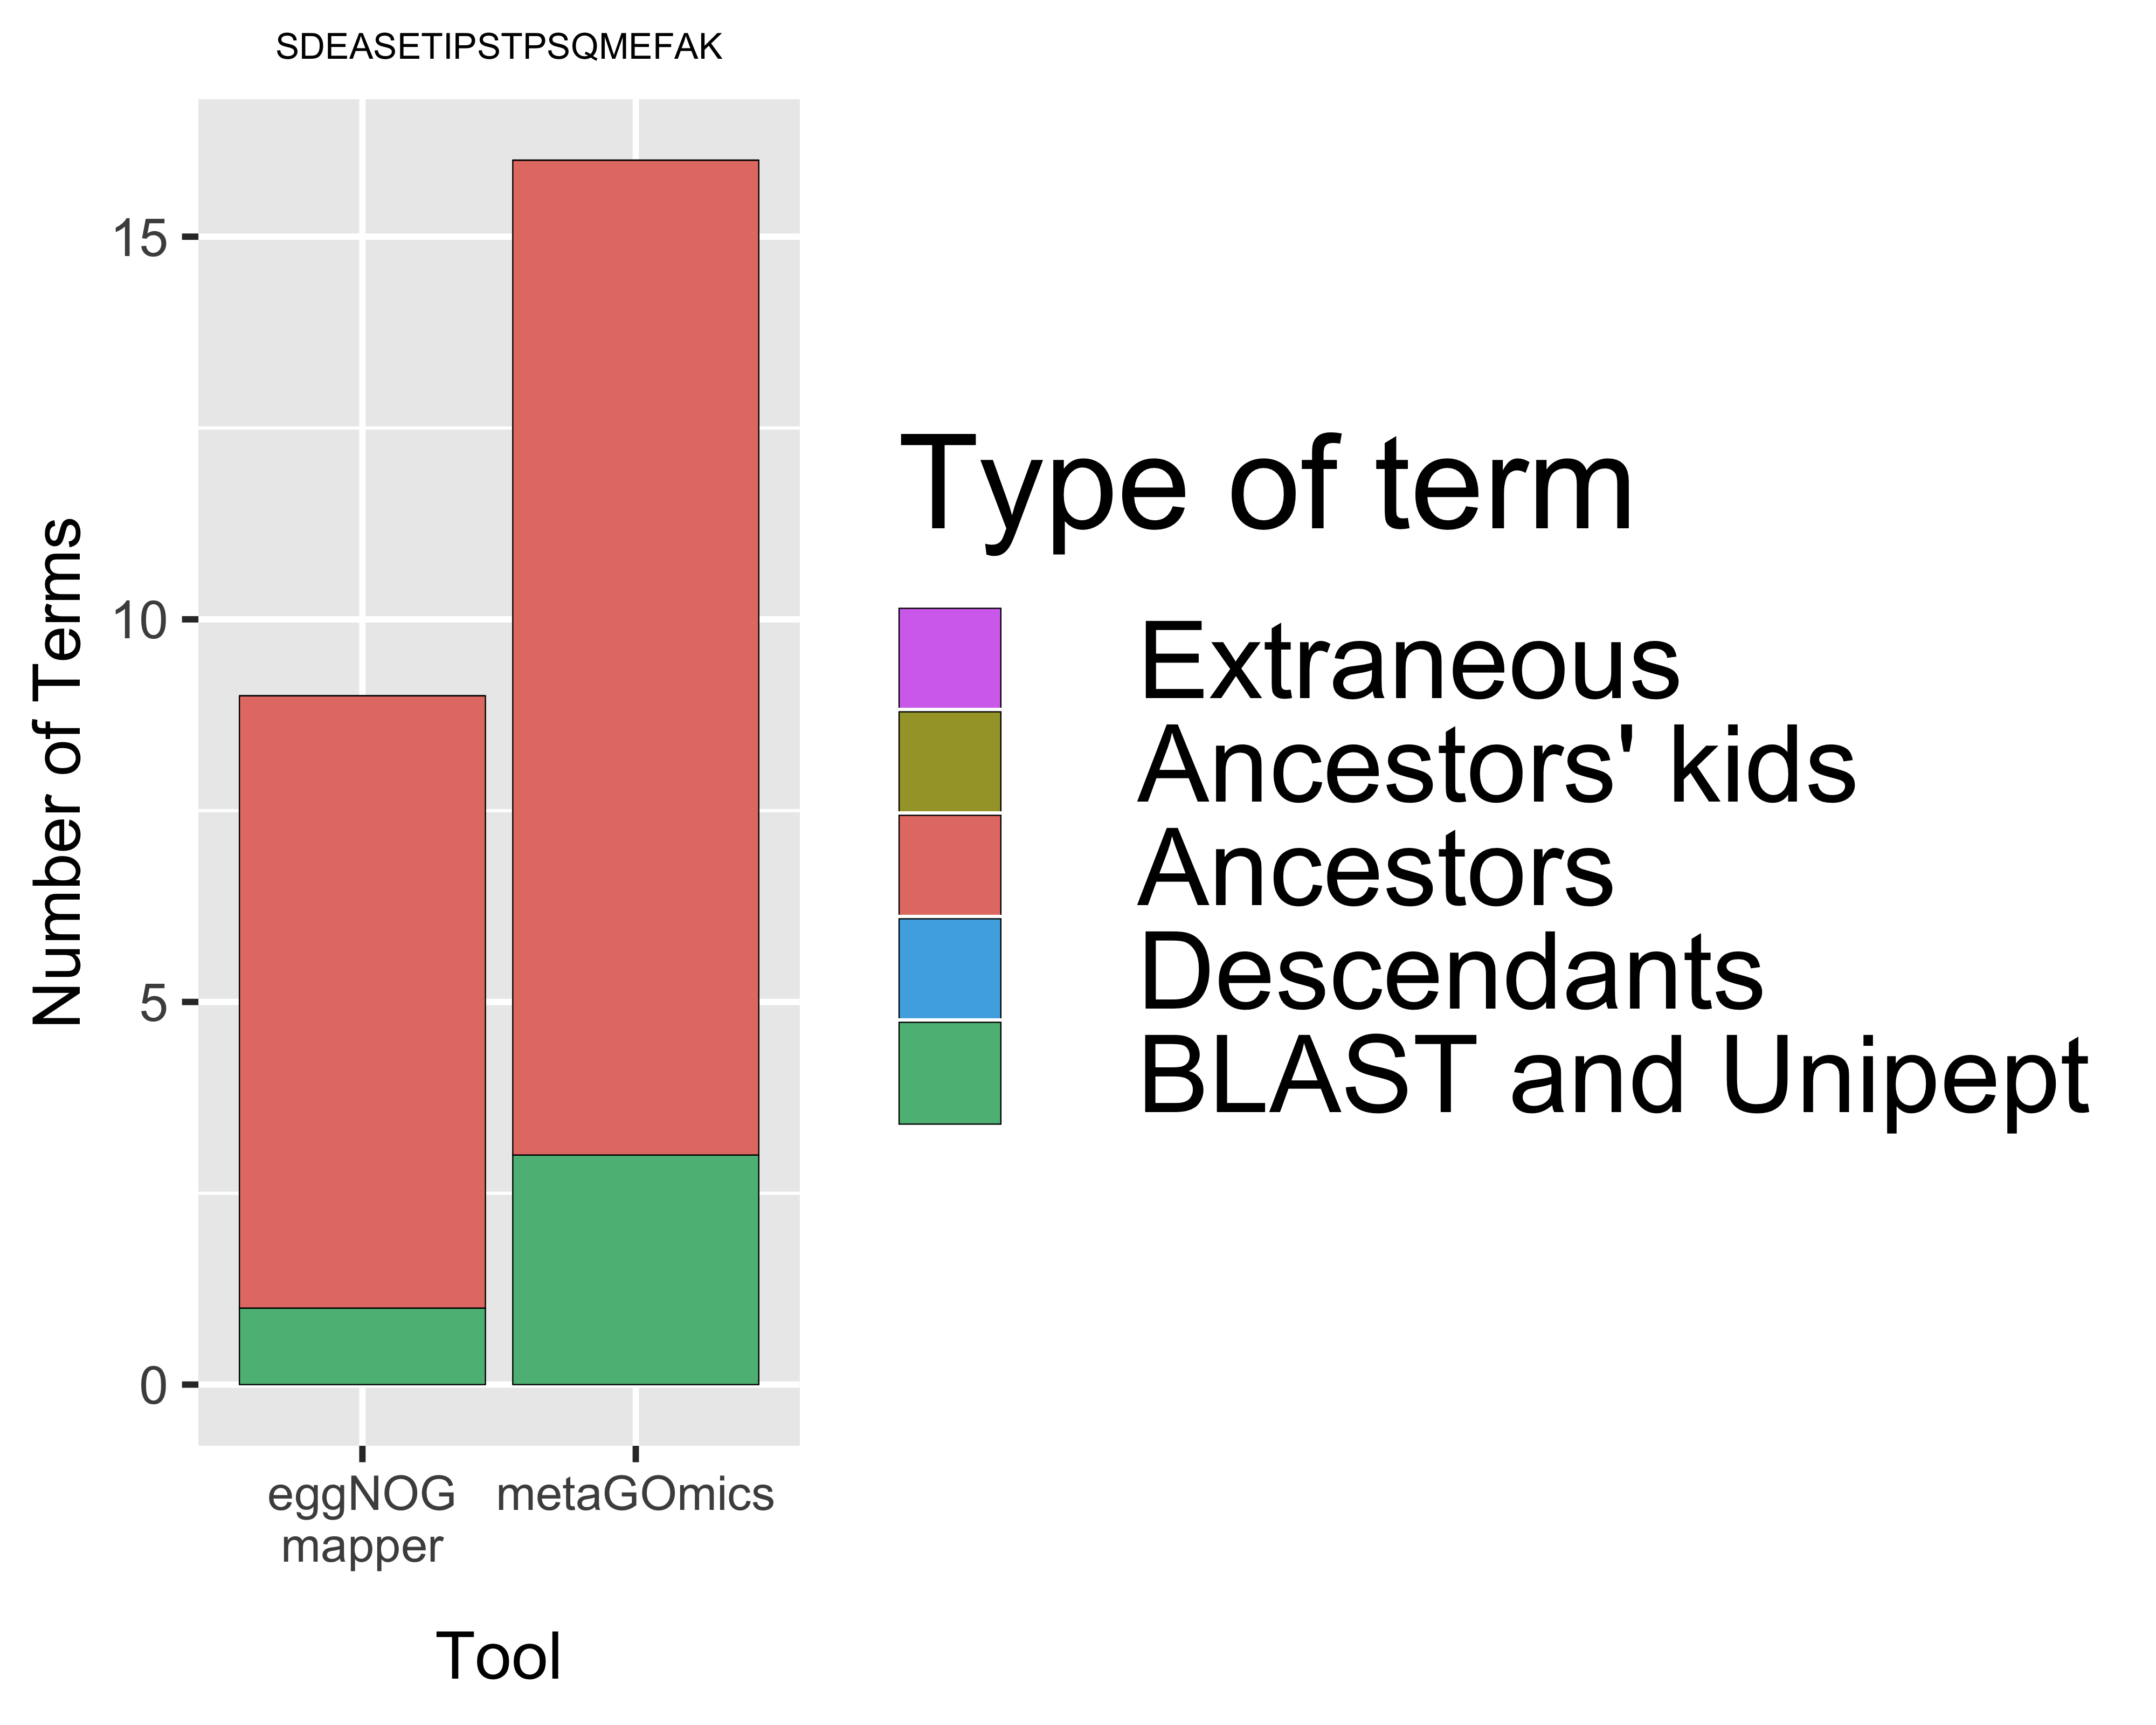 SDEASETIPSTPSQMEFAK
Number of Terms
15
10
5
0
eggNOG
mapper
metaGOmics
Tool
Type of term
Extraneous
Ancestors' kids
Ancestors
Descendants
BLAST and Unipept